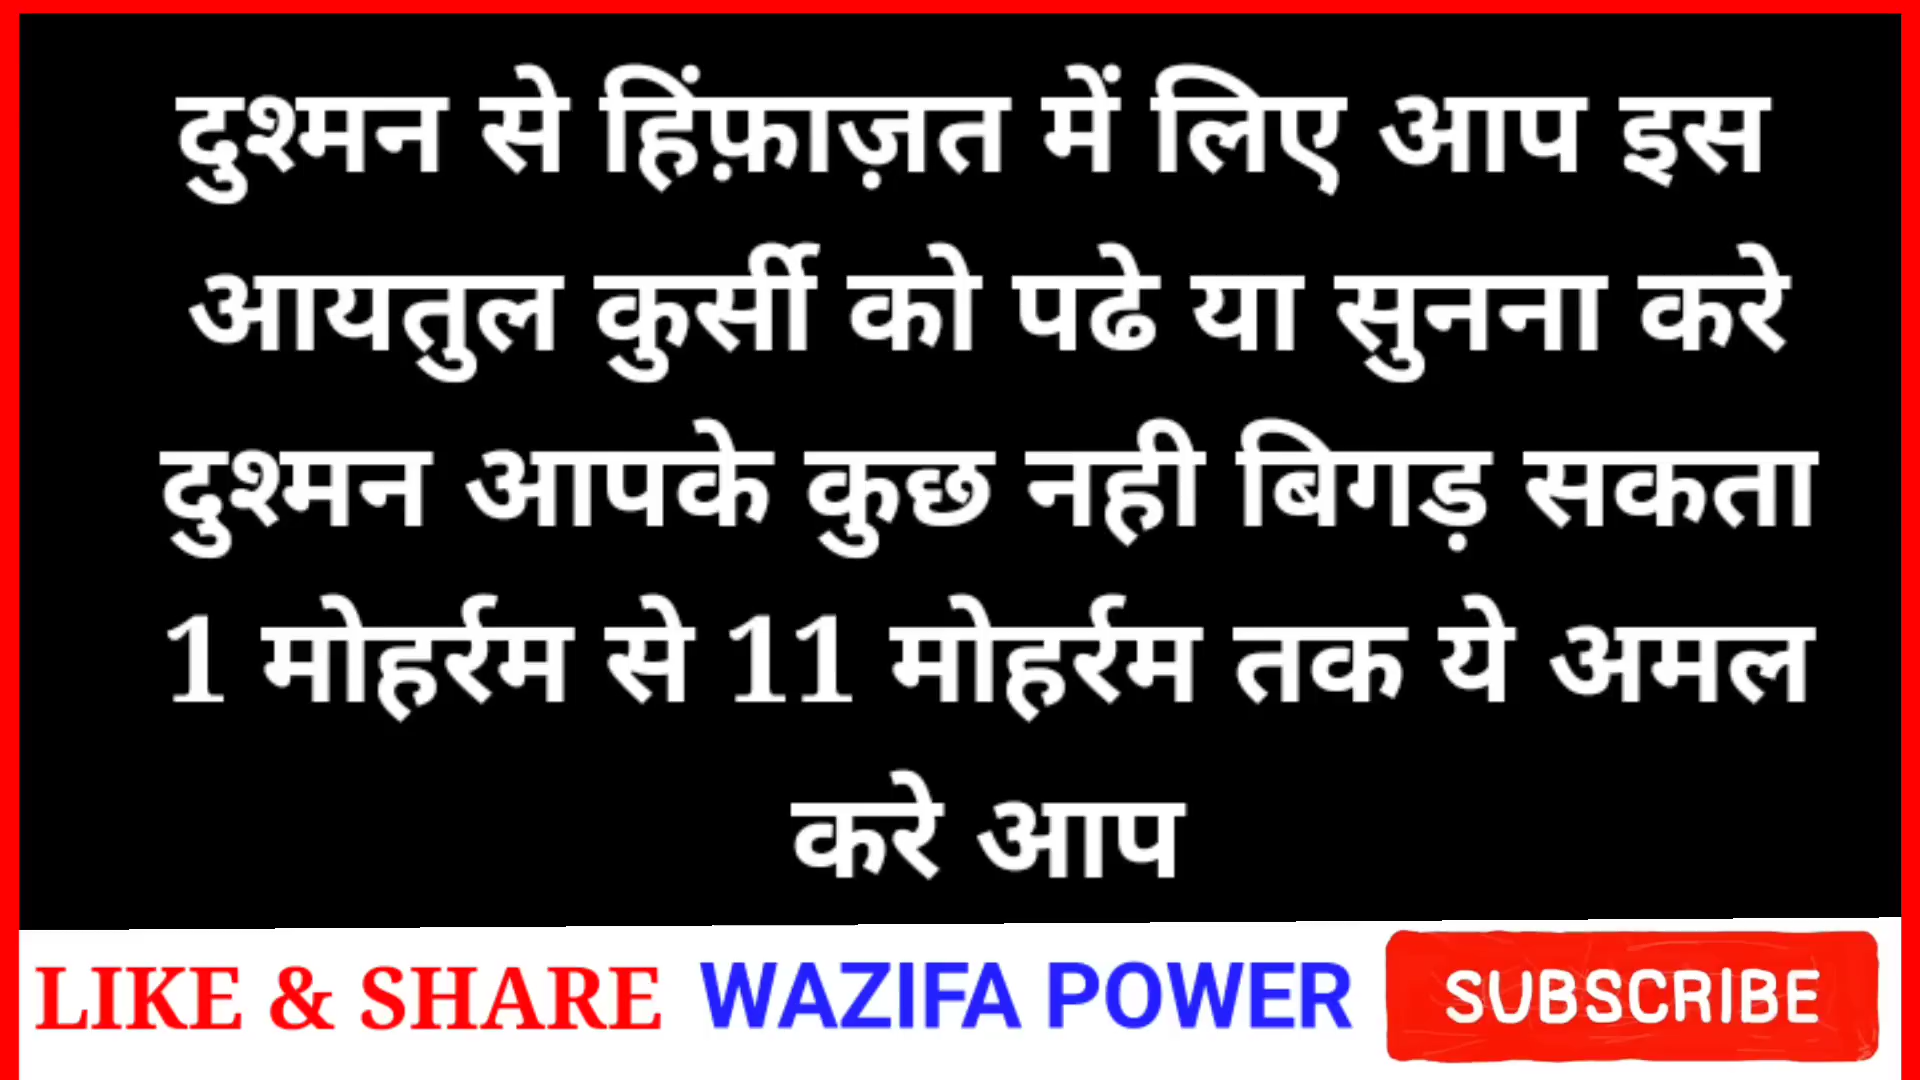 दुश्मन से हिंफ़ाज़त में लिए आप इस
आयतुल कुर्सी को पढे या सुनना करे
दुश्मन आपके कुछ नही बिगड़ सकता
1 मोहर्रम से 11 मोहर्रम तक ये अमल
करे आप
LIKE & SHARE WAZIFA POWER SUBSCRIBE